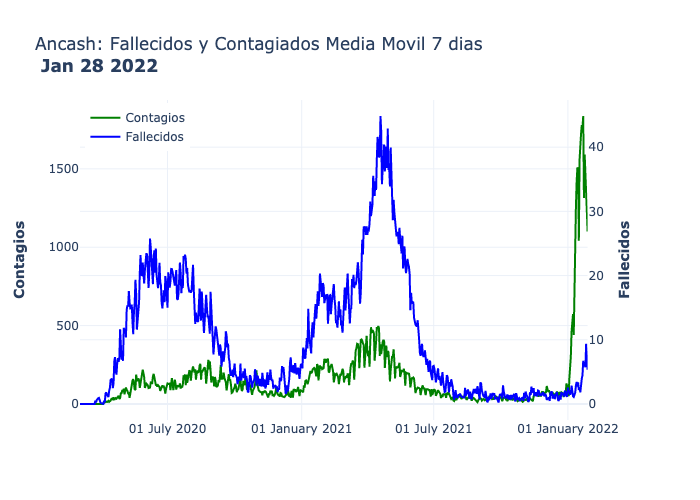 Ancash: Fallecidos y Contagiados Media Movil 7 dias
Jan 28 2022
Contagios
Fallecidos
1500
1000
500
0
Contagios
40
30
20
10
0
Fallecidos
01 July 2020
01 January 2021
01 July 2021
01 January 2022